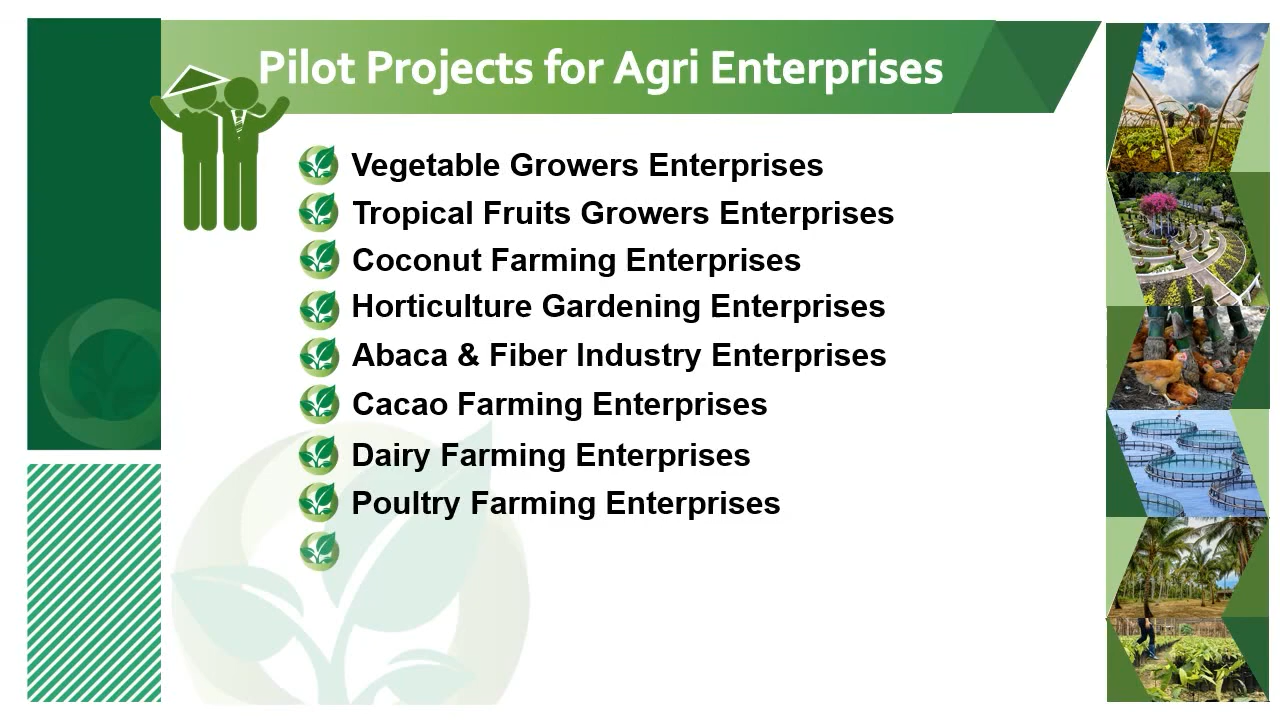 Pilot Projects for Agri Enterprises
Vegetable Growers Enterprises
Tropical Fruits Growers Enterprises
Coconut Farming Enterprises
Horticulture Gardening Enterprises
Abaca & Fiber Industry Enterprises
Cacao Farming Enterprises
Dairy Farming Enterprises
Poultry Farming Enterprises